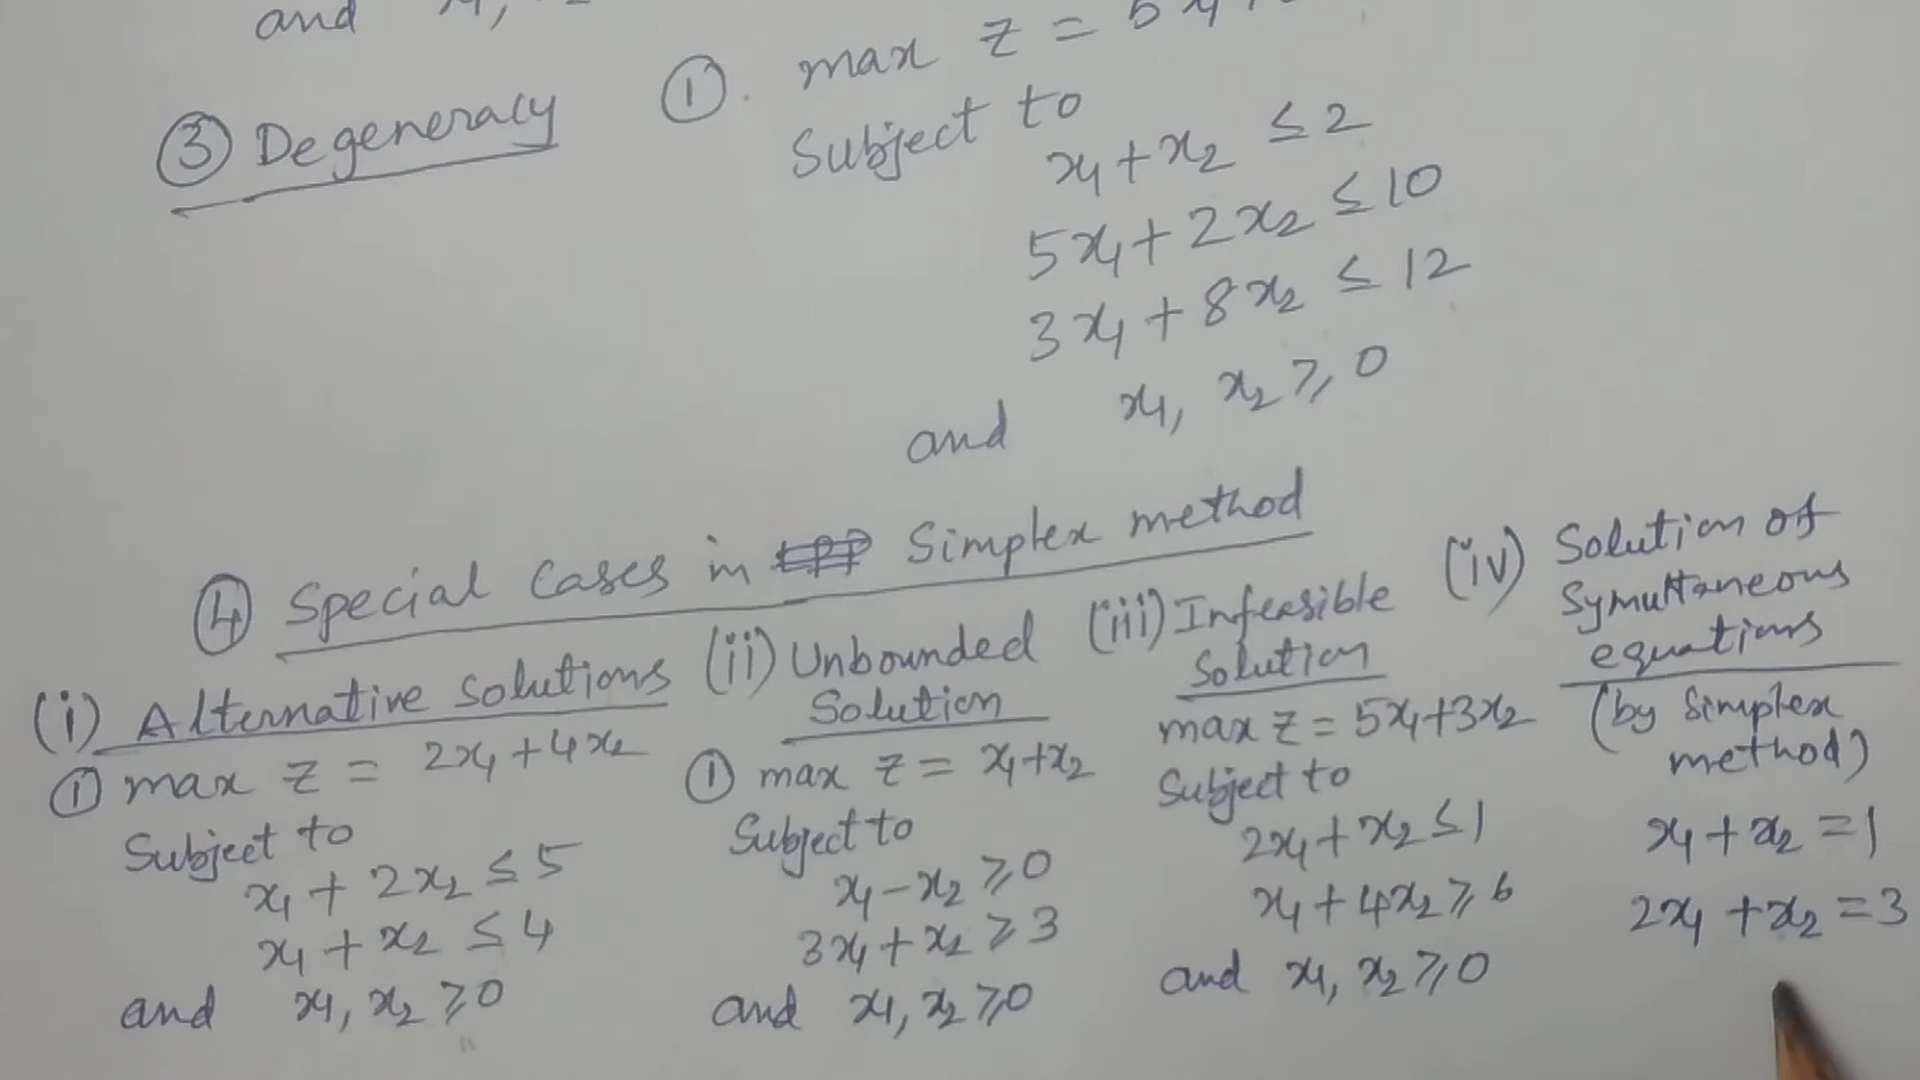 and x₁,
③ Degeneracy
①. max z = 5x₁
Subject to
x₁ + x₂ ≤ 2
5x₁ + 2x₂ ≤ 10
3x₁ + 8x₂ ≤ 12
and x₁, x₂ ≥ 0
④ Special Cases in Simplex method
(i) Alternative solutions
① max z = 2x₁ + 4x₂
Subject to
x₁ + 2x₂ ≤ 5
x₁ + x₂ ≤ 4
and x₁, x₂ ≥ 0
(ii) Unbounded
Solution
① max z = x₁+x₂
Subject to
x₁ - x₂ ≥ 0
3x₁ + x₂ ≥ 3
and x₁, x₂ ≥ 0
(iii) Infeasible
Solution
max z = 5x₁+3x₂
Subject to
2x₁ + x₂ ≤ 1
x₁ + 4x₂ ≥ 6
and x₁, x₂ ≥ 0
(iv) Solution of
Symultaneous
equations
(by Simplex
method)
x₁ + x₂ = 1
2x₁ + x₂ = 3